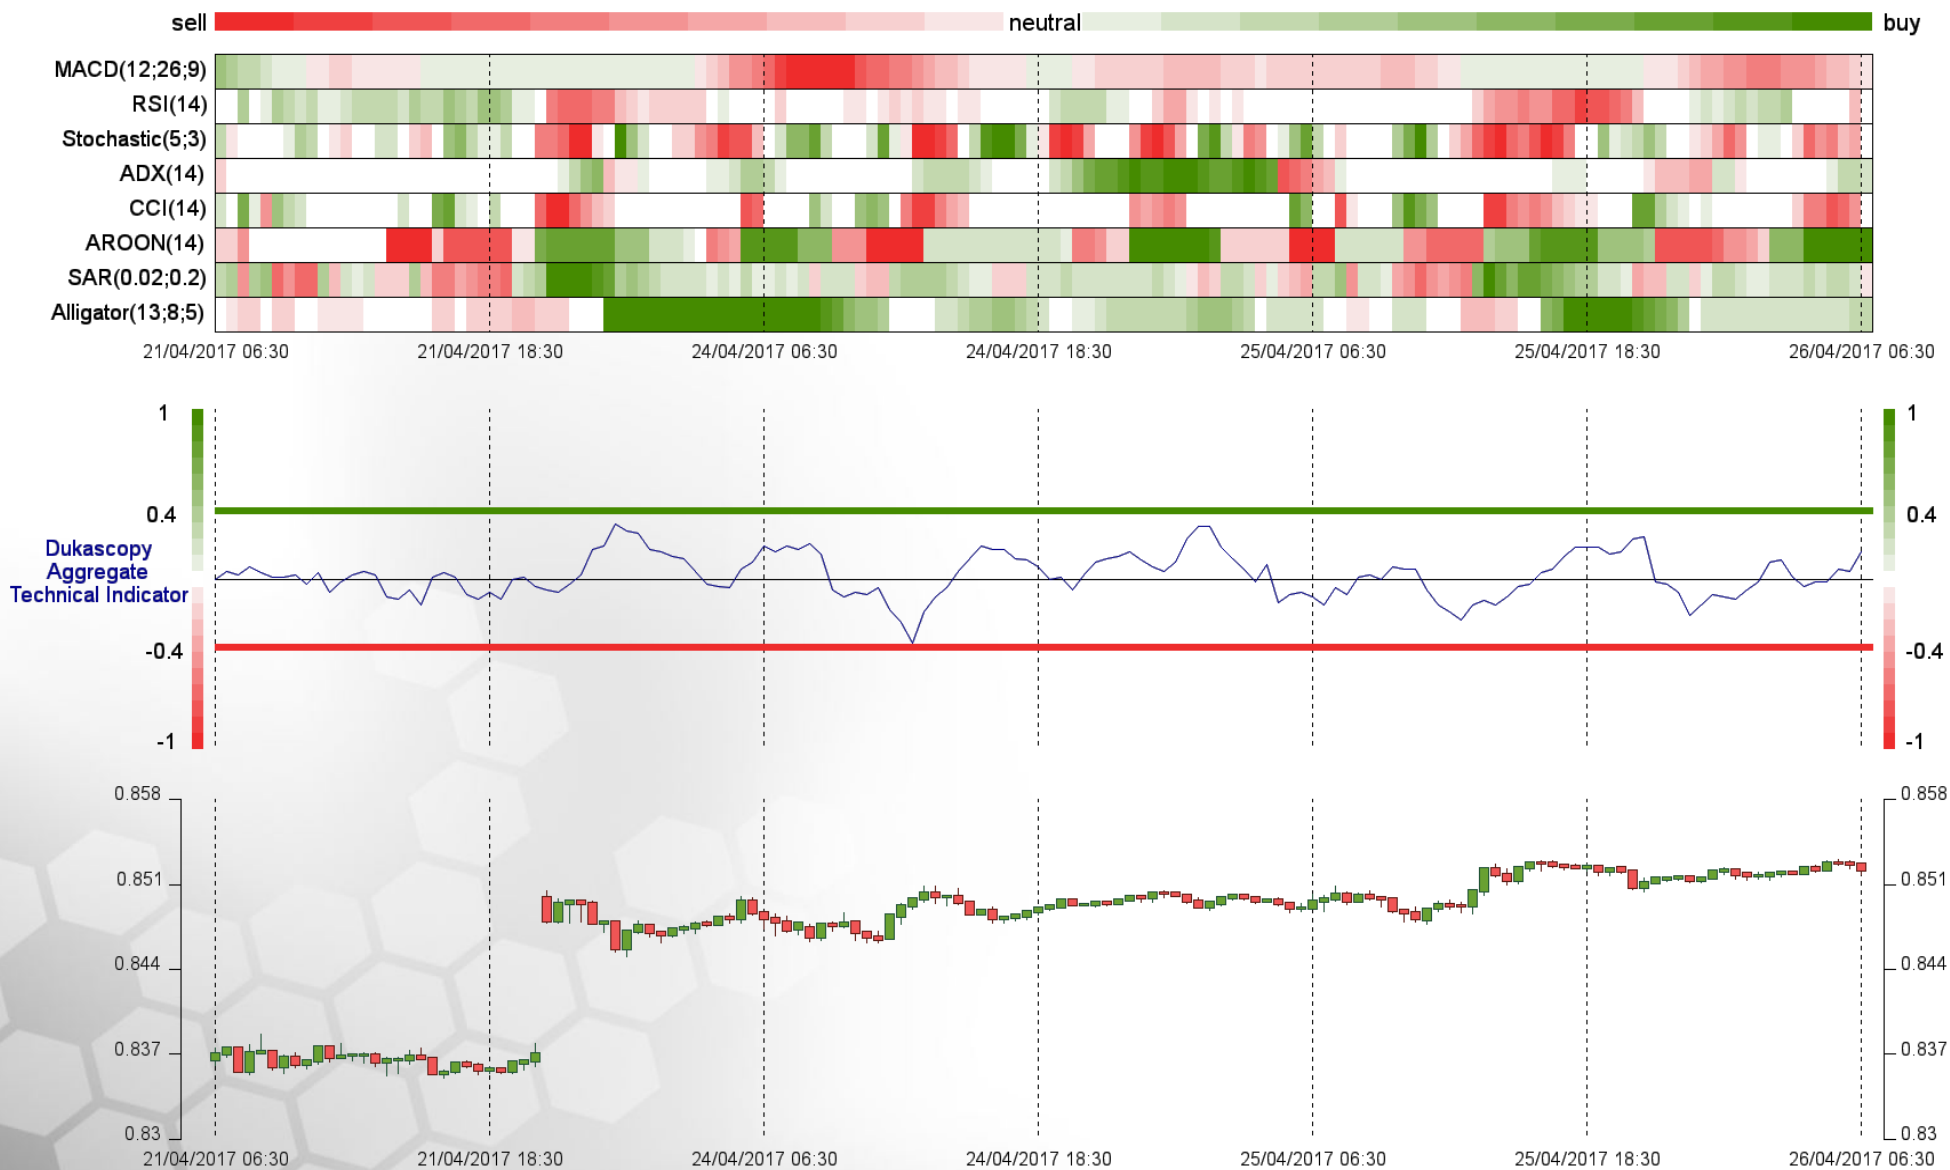 sell neutral buy
MACD(12;26;9)
RSI(14)
Stochastic(5;3)
ADX(14)
CCI(14)
AROON(14)
SAR(0.02;0.2)
Alligator(13;8;5)
21/04/2017 06:30 21/04/2017 18:30 24/04/2017 06:30 24/04/2017 18:30 25/04/2017 06:30 25/04/2017 18:30 26/04/2017 06:30
1 1
0.4 0.4
Dukascopy
Aggregate
Technical Indicator
-0.4 -0.4
-1 -1
0.858 0.858
0.851 0.851
0.844 0.844
0.837 0.837
0.83 0.83
21/04/2017 06:30 21/04/2017 18:30 24/04/2017 06:30 24/04/2017 18:30 25/04/2017 06:30 25/04/2017 18:30 26/04/2017 06:30